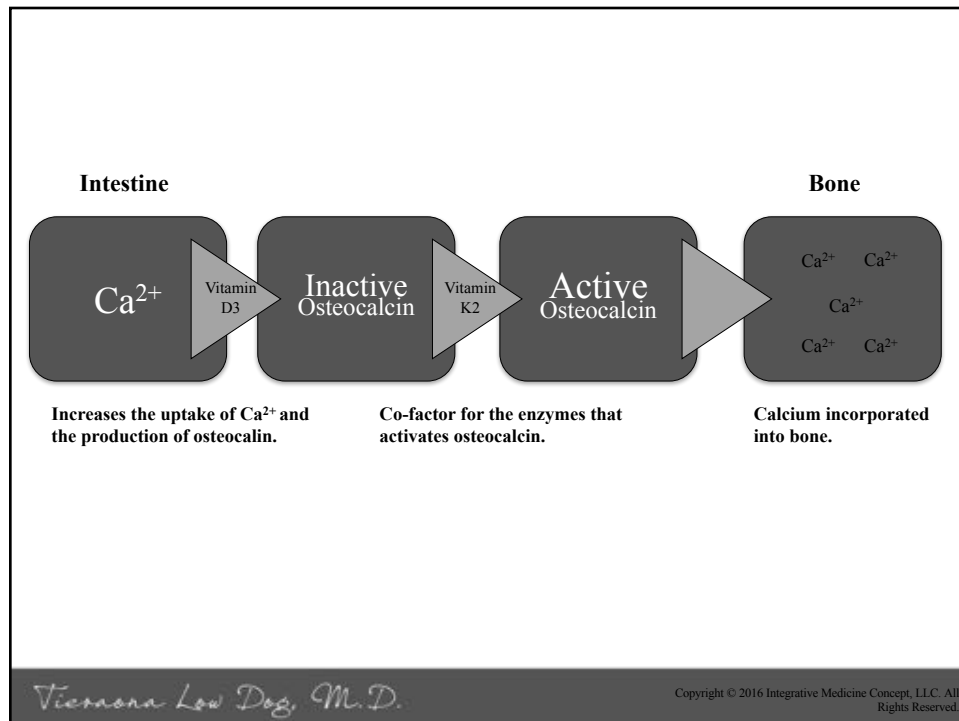 Intestine
Bone
Ca²⁺
Vitamin
D3
Inactive
Osteocalcin
Vitamin
K2
Active
Osteocalcin
Ca²⁺ Ca²⁺
Ca²⁺
Ca²⁺ Ca²⁺
Increases the uptake of Ca²⁺ and
the production of osteocalin.
Co-factor for the enzymes that
activates osteocalcin.
Calcium incorporated
into bone.
Tieraona Low Dog, M.D.
Copyright © 2016 Integrative Medicine Concept, LLC. All
Rights Reserved.